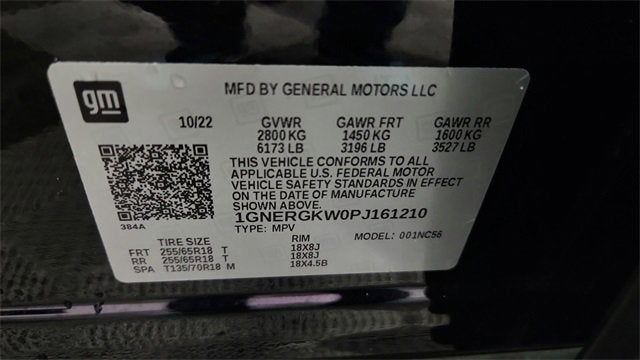 gm
MFD BY GENERAL MOTORS LLC
10/22 GVWR GAWR FRT GAWR RR
2800 KG 1450 KG 1600 KG
6173 LB 3196 LB 3527 LB
THIS VEHICLE CONFORMS TO ALL
APPLICABLE U.S. FEDERAL MOTOR
VEHICLE SAFETY STANDARDS IN EFFECT
ON THE DATE OF MANUFACTURE
SHOWN ABOVE.
384A 1GNERGKW0PJ161210
TYPE: MPV MODEL: 001NC56
TIRE SIZE RIM
FRT 255/65R18 T 18X8J
RR 255/65R18 T 18X8J
SPA T135/70R18 M 18X4.5B